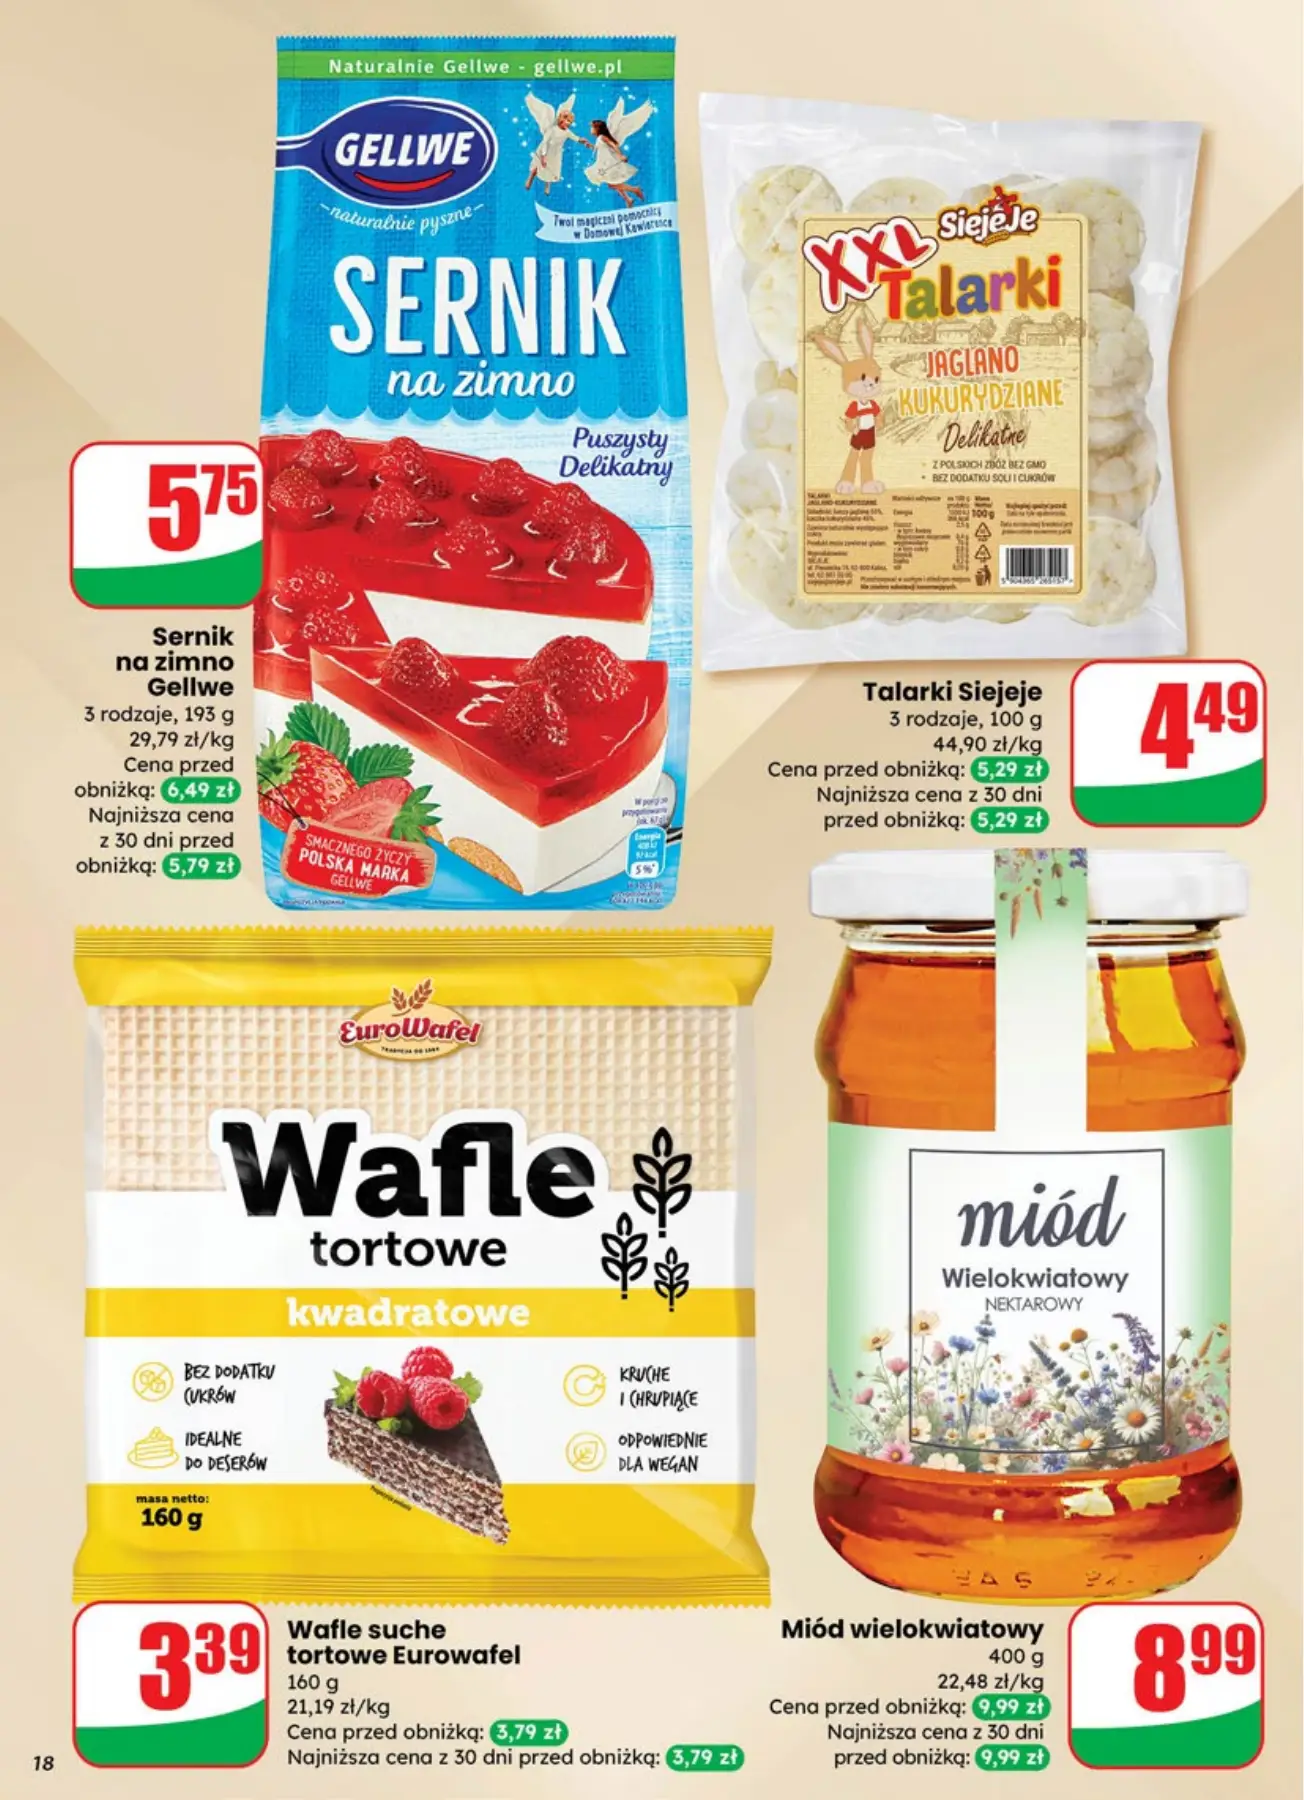 Naturalnie Gellwe - gellwe.pl
GELLWE
naturalnie pyszne
Twoi magiczni pomocnicy
w Domowej Kawiarence
SERNIK
na zimno
Puszysty
Delikatny
SMACZNEGO ŻYCZY
POLSKA MARKA
GELLWE
5%*
5 75
Sernik
na zimno
Gellwe
3 rodzaje, 193 g
29,79 zł/kg
Cena przed
obniżką: 6,49 zł
Najniższa cena
z 30 dni przed
obniżką: 5,79 zł
SiejeJe
XXL
Talarki
JAGLANO
KUKURYDZIANE
Delikatne
• Z POLSKICH ZBÓŻ BEZ GMO
• BEZ DODATKU SOLI I CUKRÓW
100 g
5 904365 265157 >
Talarki Siejeje
3 rodzaje, 100 g
44,90 zł/kg
Cena przed obniżką: 5,29 zł
Najniższa cena z 30 dni
przed obniżką: 5,29 zł
4 49
EuroWafel
Wafle
tortowe
kwadratowe
BEZ DODATKU
CUKRÓW
IDEALNE
DO DESERÓW
KRUCHE
I CHRUPIĄCE
ODPOWIEDNIE
DLA WEGAN
masa netto:
160 g
3 39
Wafle suche
tortowe Eurowafel
160 g
21,19 zł/kg
Cena przed obniżką: 3,79 zł
Najniższa cena z 30 dni przed obniżką: 3,79 zł
miód
Wielokwiatowy
NEKTAROWY
Miód wielokwiatowy
400 g
22,48 zł/kg
Cena przed obniżką: 9,99 zł
Najniższa cena z 30 dni
przed obniżką: 9,99 zł
8 99
18